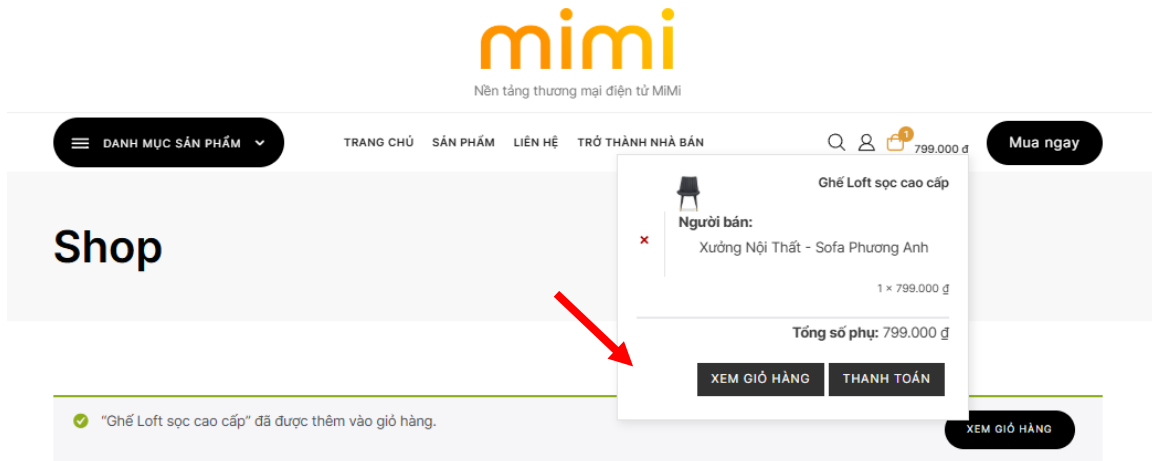 mimi
Nền tảng thương mại điện tử MiMi
DANH MỤC SẢN PHẨM
TRANG CHỦ SẢN PHẨM LIÊN HỆ TRỞ THÀNH NHÀ BÁN
1
799.000 đ
Mua ngay
Shop
Ghế Loft sọc cao cấp
Người bán:
×
Xưởng Nội Thất - Sofa Phương Anh
1 × 799.000 ₫
Tổng số phụ: 799.000 ₫
XEM GIỎ HÀNG THANH TOÁN
“Ghế Loft sọc cao cấp” đã được thêm vào giỏ hàng.
XEM GIỎ HÀNG